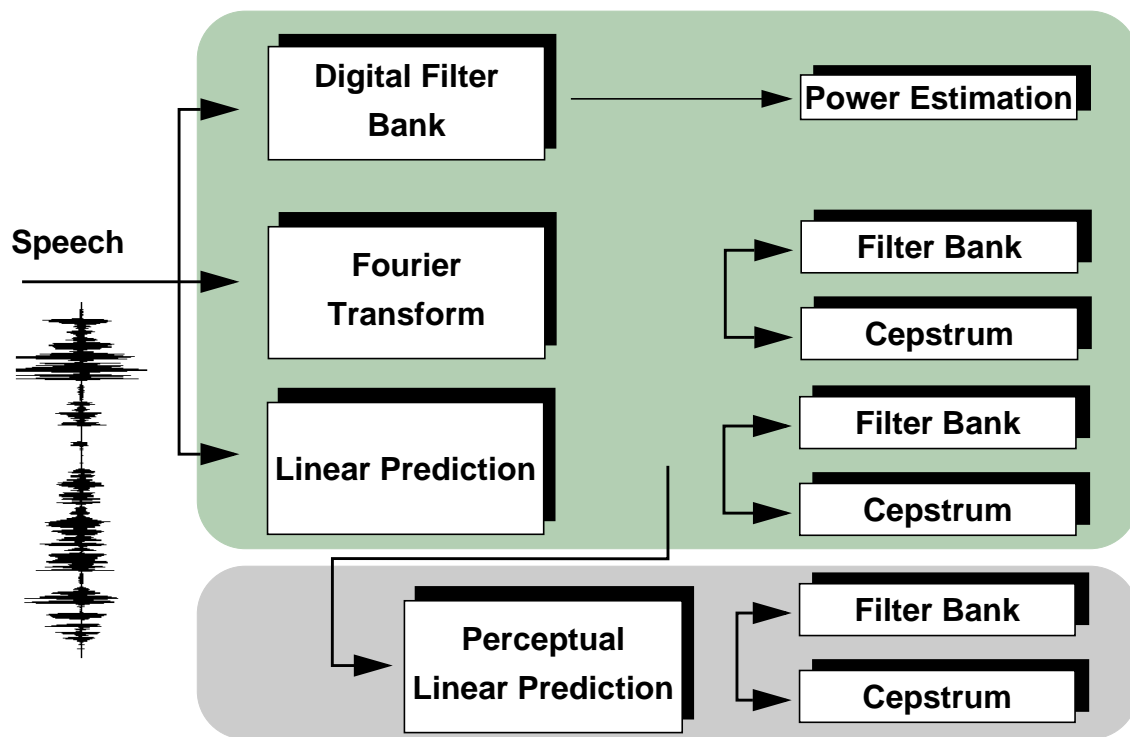 Digital Filter
Bank
Power Estimation
Speech
Fourier
Transform
Filter Bank
Cepstrum
Linear Prediction
Filter Bank
Cepstrum
Perceptual
Linear Prediction
Filter Bank
Cepstrum